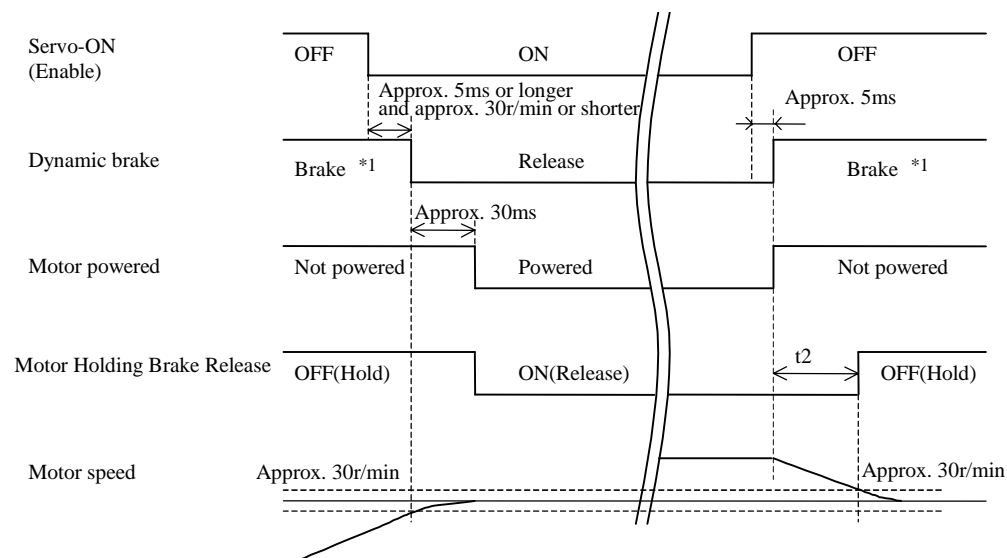 Servo-ON
(Enable)
OFF
ON
OFF
Approx. 5ms or longer
and approx. 30r/min or shorter
Approx. 5ms
Dynamic brake
Brake *1
Release
Brake *1
Approx. 30ms
Motor powered
Not powered
Powered
Not powered
Motor Holding Brake Release
OFF(Hold)
ON(Release)
t2
OFF(Hold)
Motor speed
Approx. 30r/min
Approx. 30r/min